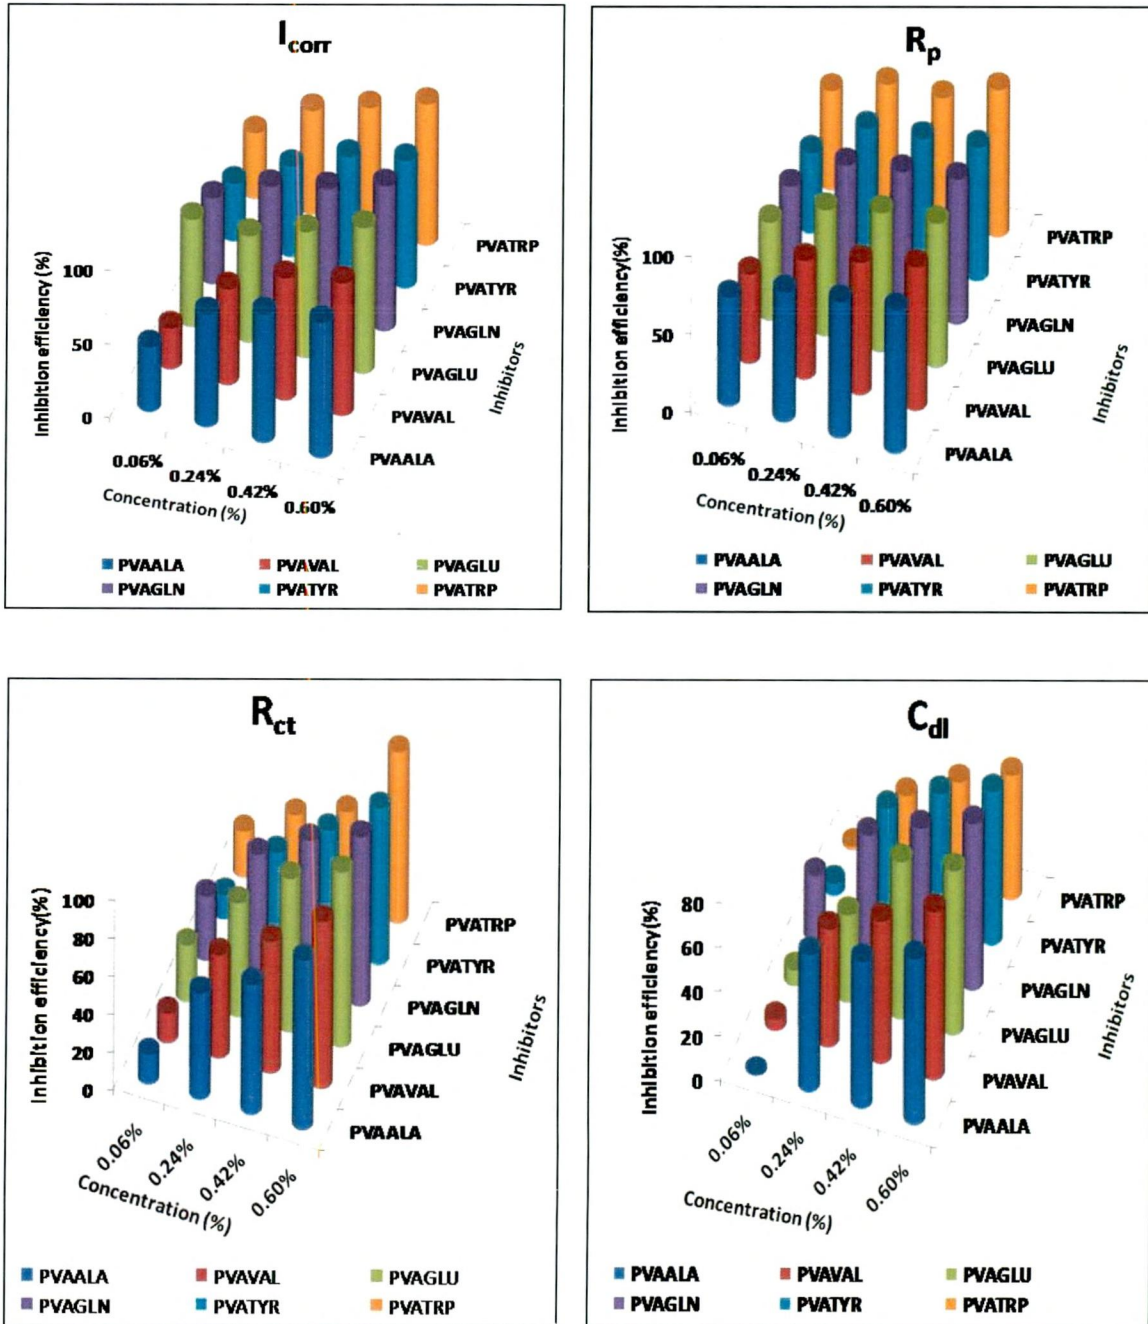 I_corr
Inhibition efficiency (%)
100
50
0
0.06%
0.24%
0.42%
0.60%
Concentration (%)
PVATRP
PVATYR
PVAGLN
PVAGLU
PVAVAL
PVAALA
Inhibitors
PVAALA PVAVAL PVAGLU
PVAGLN PVATYR PVATRP
R_p
Inhibition efficiency(%)
100
50
0
0.06%
0.24%
0.42%
0.60%
Concentration (%)
PVATRP
PVATYR
PVAGLN
PVAGLU
PVAVAL
PVAALA
Inhibitors
PVAALA PVAVAL PVAGLU
PVAGLN PVATYR PVATRP
R_ct
Inhibition efficiency(%)
100
80
60
40
20
0
0.06%
0.24%
0.42%
0.60%
Concentration (%)
PVATRP
PVATYR
PVAGLN
PVAGLU
PVAVAL
PVAALA
Inhibitors
PVAALA PVAVAL PVAGLU
PVAGLN PVATYR PVATRP
C_dl
Inhibition efficiency(%)
80
60
40
20
0
0.06%
0.24%
0.42%
0.60%
Concentration (%)
PVATRP
PVATYR
PVAGLN
PVAGLU
PVAVAL
PVAALA
Inhibitors
PVAALA PVAVAL PVAGLU
PVAGLN PVATYR PVATRP